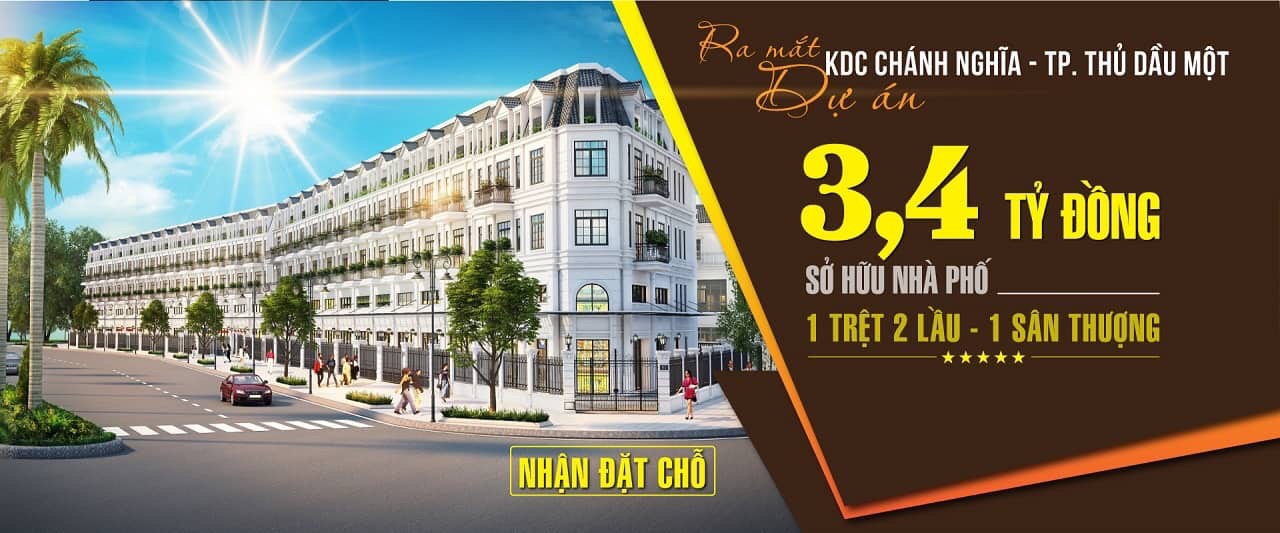 Ra mắt
Dự án
KDC CHÁNH NGHĨA - TP. THỦ DẦU MỘT
3,4 TỶ ĐỒNG
SỞ HỮU NHÀ PHỐ
1 TRỆT 2 LẦU - 1 SÂN THƯỢNG
NHẬN ĐẶT CHỖ